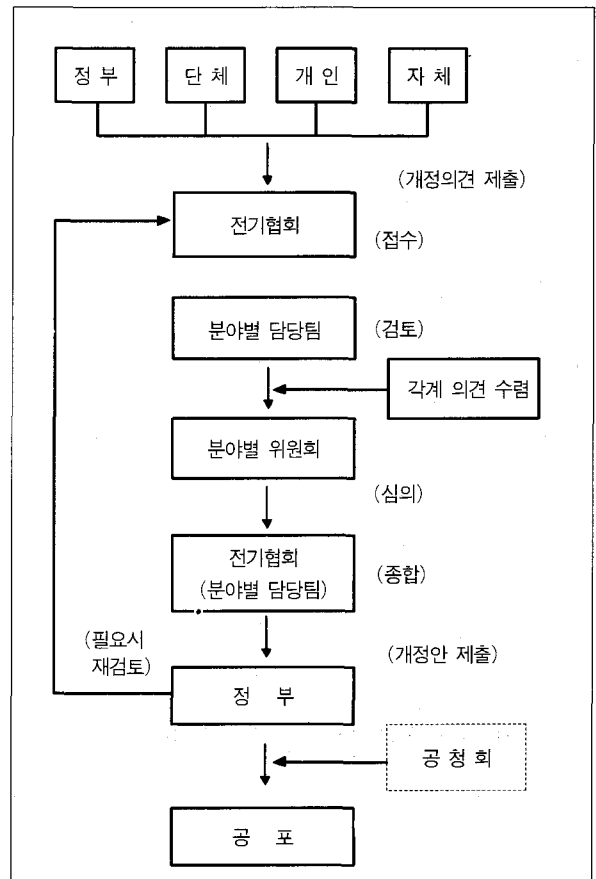 정 부 단 체 개 인 자 체
(개정의견 제출)
전기협회
(접수)
분야별 담당팀
(검토)
각계 의견 수렴
분야별 위원회
(심의)
전기협회
(분야별 담당팀)
(종합)
(필요시
재검토)
(개정안 제출)
정 부
공 청 회
공 포